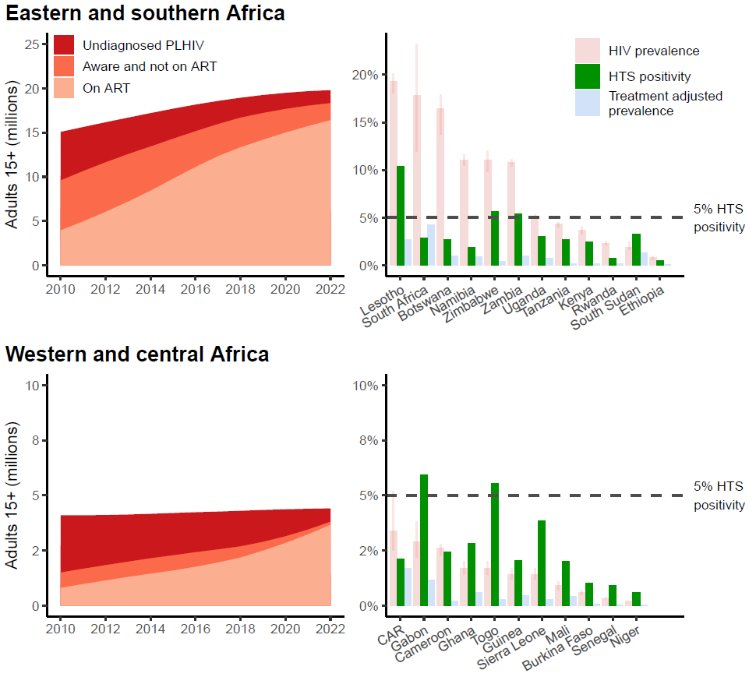 Eastern and southern Africa
Adults 15+ (millions)
25
20
15
10
5
0
2010 2012 2014 2016 2018 2020 2022
Undiagnosed PLHIV
Aware and not on ART
On ART
20%
15%
10%
5%
0%
HIV prevalence
HTS positivity
Treatment adjusted
prevalence
5% HTS
positivity
Lesotho
South Africa
Botswana
Namibia
Zimbabwe
Zambia
Uganda
Tanzania
Kenya
Rwanda
South Sudan
Ethiopia
Western and central Africa
Adults 15+ (millions)
10
8
5
2
0
2010 2012 2014 2016 2018 2020 2022
10%
8%
5%
2%
0%
5% HTS
positivity
CAR
Gabon
Cameroon
Ghana
Togo
Guinea
Sierra Leone
Mali
Burkina Faso
Senegal
Niger